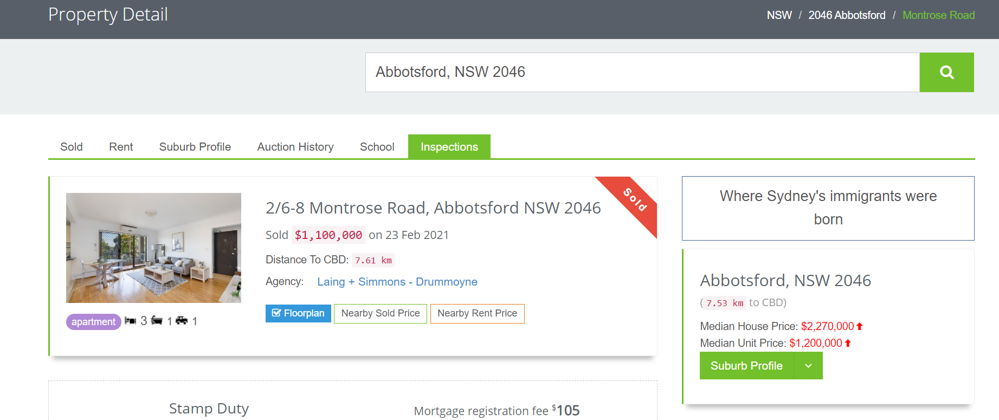 Property Detail
NSW / 2046 Abbotsford / Montrose Road
Abbotsford, NSW 2046
Sold Rent Suburb Profile Auction History School Inspections
2/6-8 Montrose Road, Abbotsford NSW 2046
Sold
Sold $1,100,000 on 23 Feb 2021
Distance To CBD: 7.61 km
Agency: Laing + Simmons - Drummoyne
Floorplan Nearby Sold Price Nearby Rent Price
apartment 3 1 1
Where Sydney's immigrants were
born
Abbotsford, NSW 2046
(7.53 km to CBD)
Median House Price: $2,270,000
Median Unit Price: $1,200,000
Suburb Profile
Stamp Duty
Mortgage registration fee $105